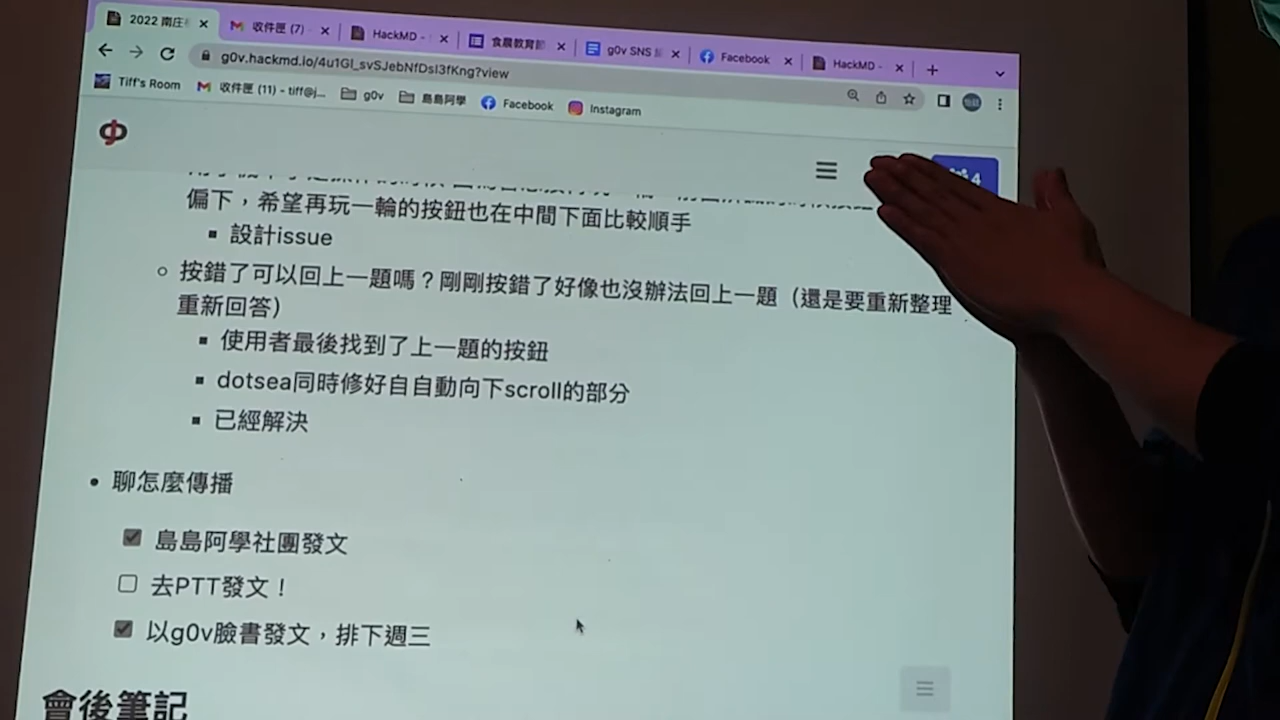 2022 南庄
收件匣 (7)
HackMD -
食農教育
g0v SNS
Facebook
HackMD -
g0v.hackmd.io/4u1Gl_svSJebNfDsI3fKng?view
Tiff's Room
收件匣 (11) - tiff@j...
g0v
島島阿學
Facebook
Instagram
4
偏下，希望再玩一輪的按鈕也在中間下面比較順手
▪ 設計issue
○ 按錯了可以回上一題嗎？剛剛按錯了好像也沒辦法回上一題（還是要重新整理
重新回答）
▪ 使用者最後找到了上一題的按鈕
▪ dotsea同時修好自自動向下scroll的部分
▪ 已經解決
• 聊怎麼傳播
島島阿學社團發文
去PTT發文！
以g0v臉書發文，排下週三
會後筆記